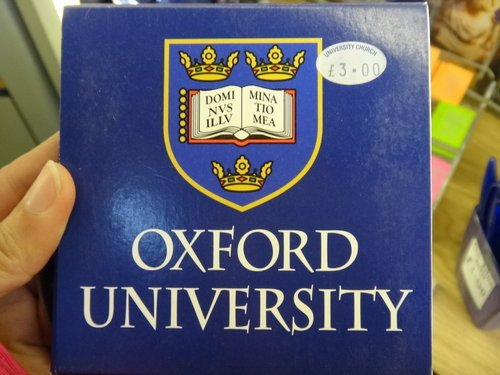 UNIVERSITY CHURCH
£3.00
DOMI
NVS
ILLV
MINA
TIO
MEA
OXFORD
UNIVERSITY